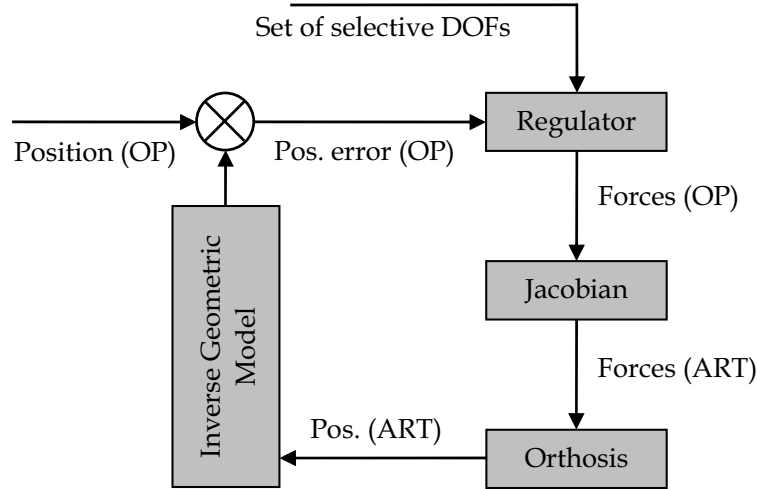 Set of selective DOFs
Regulator
Position (OP)
Pos. error (OP)
Forces (OP)
Inverse Geometric
Model
Jacobian
Forces (ART)
Pos. (ART)
Orthosis